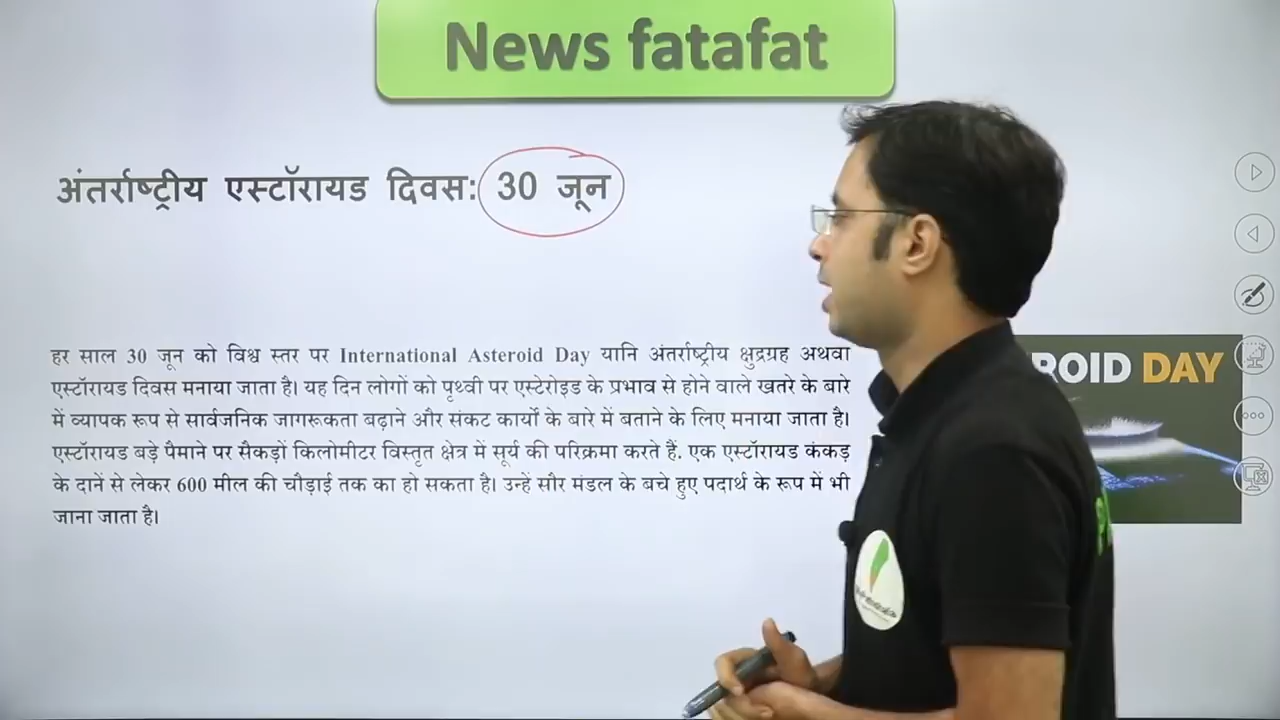 News fatafat
अंतर्राष्ट्रीय एस्टॉरायड दिवस: 30 जून
हर साल 30 जून को विश्व स्तर पर International Asteroid Day यानि अंतर्राष्ट्रीय क्षुद्रग्रह अथवा
एस्टॉरायड दिवस मनाया जाता है। यह दिन लोगों को पृथ्वी पर एस्टेरोइड के प्रभाव से होने वाले खतरे के बारे
में व्यापक रूप से सार्वजनिक जागरूकता बढ़ाने और संकट कार्यों के बारे में बताने के लिए मनाया जाता है।
एस्टॉरायड बड़े पैमाने पर सैकड़ों किलोमीटर विस्तृत क्षेत्र में सूर्य की परिक्रमा करते हैं. एक एस्टॉरायड कंकड़
के दानें से लेकर 600 मील की चौड़ाई तक का हो सकता है। उन्हें सौर मंडल के बचे हुए पदार्थ के रूप में भी
जाना जाता है।
ROID DAY